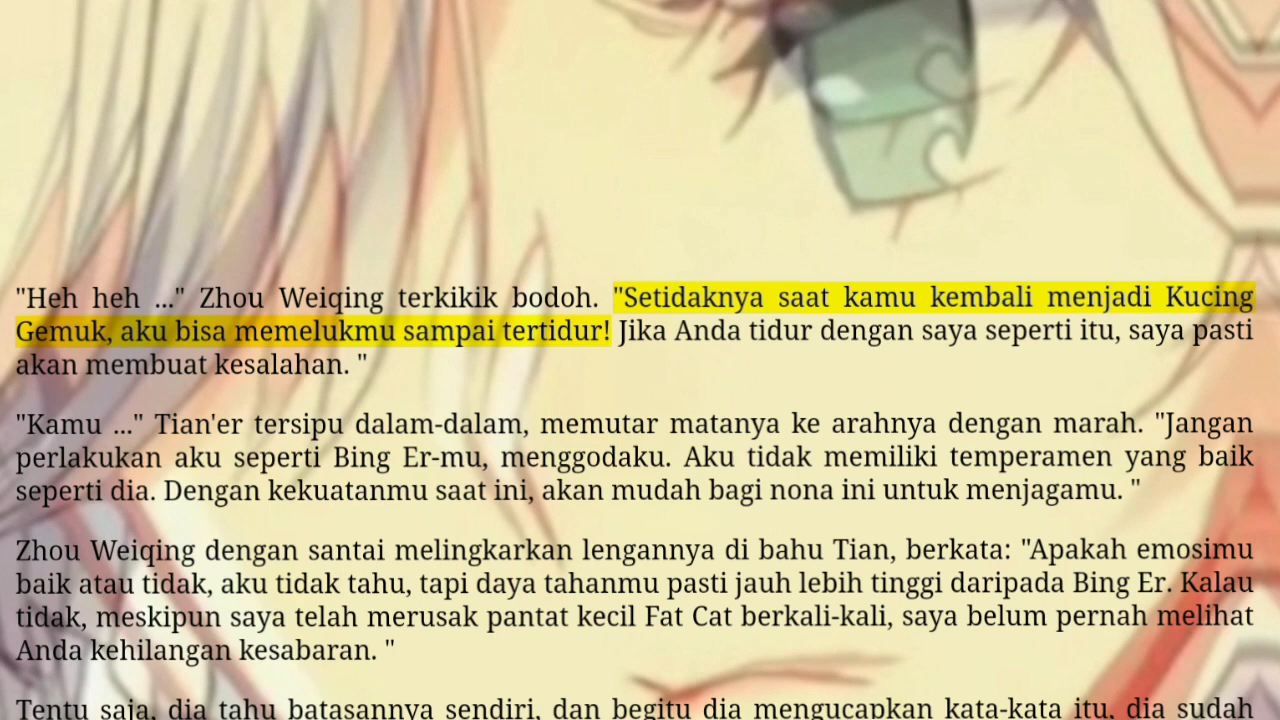 "Heh heh ..." Zhou Weiqing terkikik bodoh. "Setidaknya saat kamu kembali menjadi Kucing
Gemuk, aku bisa memelukmu sampai tertidur! Jika Anda tidur dengan saya seperti itu, saya pasti
akan membuat kesalahan. "
"Kamu ..." Tian'er tersipu dalam-dalam, memutar matanya ke arahnya dengan marah. "Jangan
perlakukan aku seperti Bing Er-mu, menggodaku. Aku tidak memiliki temperamen yang baik
seperti dia. Dengan kekuatanmu saat ini, akan mudah bagi nona ini untuk menjagamu. "
Zhou Weiqing dengan santai melingkarkan lengannya di bahu Tian, berkata: "Apakah emosimu
baik atau tidak, aku tidak tahu, tapi daya tahanmu pasti jauh lebih tinggi daripada Bing Er. Kalau
tidak, meskipun saya telah merusak pantat kecil Fat Cat berkali-kali, saya belum pernah melihat
Anda kehilangan kesabaran. "
Tentu saja, dia tahu batasannya sendiri, dan begitu dia mengucapkan kata-kata itu, dia sudah